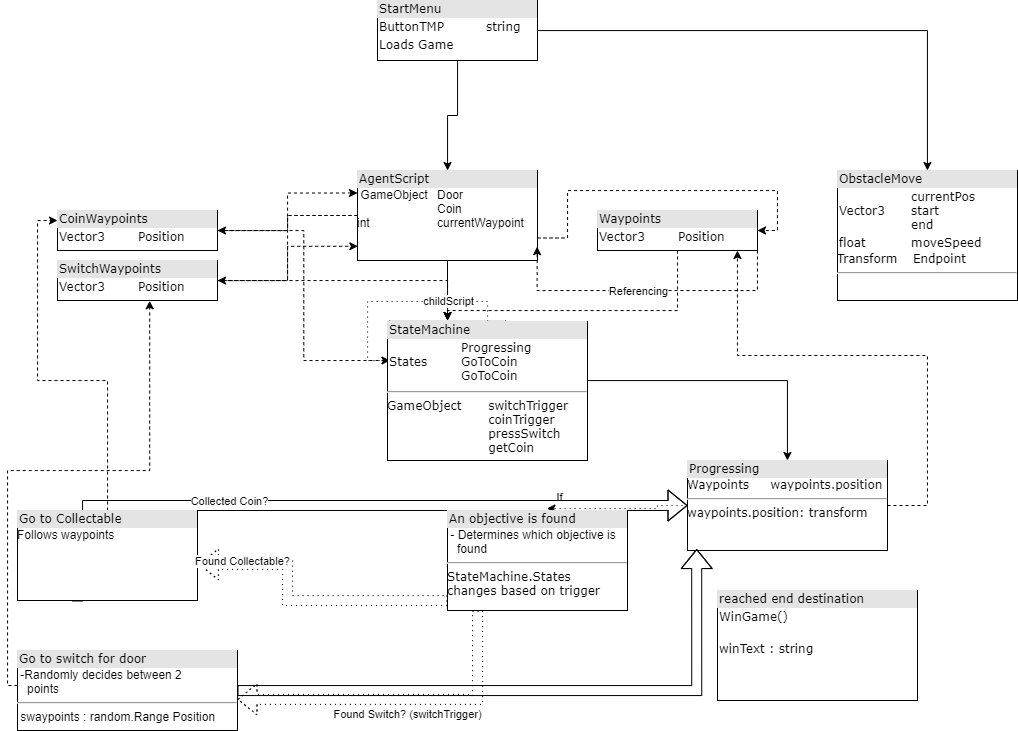 StartMenu
ButtonTMP string
Loads Game
AgentScript
GameObject Door
Coin
int currentWaypoint
ObstacleMove
currentPos
Vector3 start
end
float moveSpeed
Transform Endpoint
CoinWaypoints
Vector3 Position
SwitchWaypoints
Vector3 Position
Waypoints
Vector3 Position
Referencing
childScript
StateMachine
Progressing
States GoToCoin
GoToCoin
GameObject switchTrigger
coinTrigger
pressSwitch
getCoin
Progressing
Waypoints waypoints.position
waypoints.position: transform
Collected Coin?
If
Go to Collectable
Follows waypoints
An objective is found
- Determines which objective is
found
StateMachine.States
changes based on trigger
Found Collectable?
reached end destination
WinGame()
winText : string
Go to switch for door
-Randomly decides between 2
points
swaypoints : random.Range Position
Found Switch? (switchTrigger)